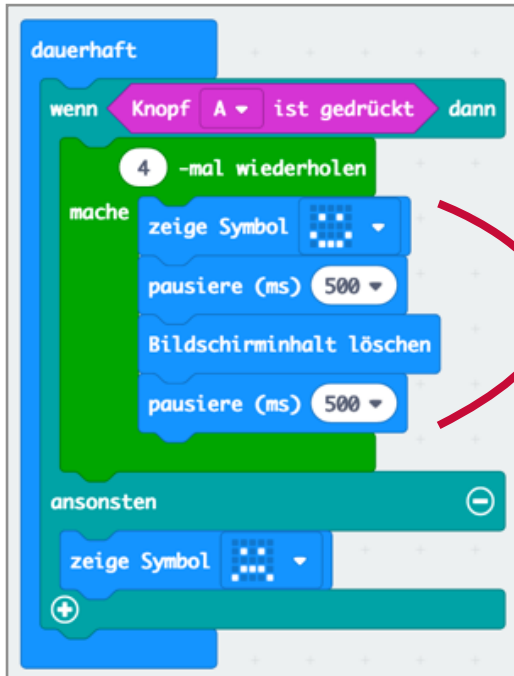 dauerhaft
wenn Knopf A ist gedrückt dann
4 -mal wiederholen
mache
zeige Symbol
pausiere (ms) 500
Bildschirminhalt löschen
pausiere (ms) 500
ansonsten
zeige Symbol